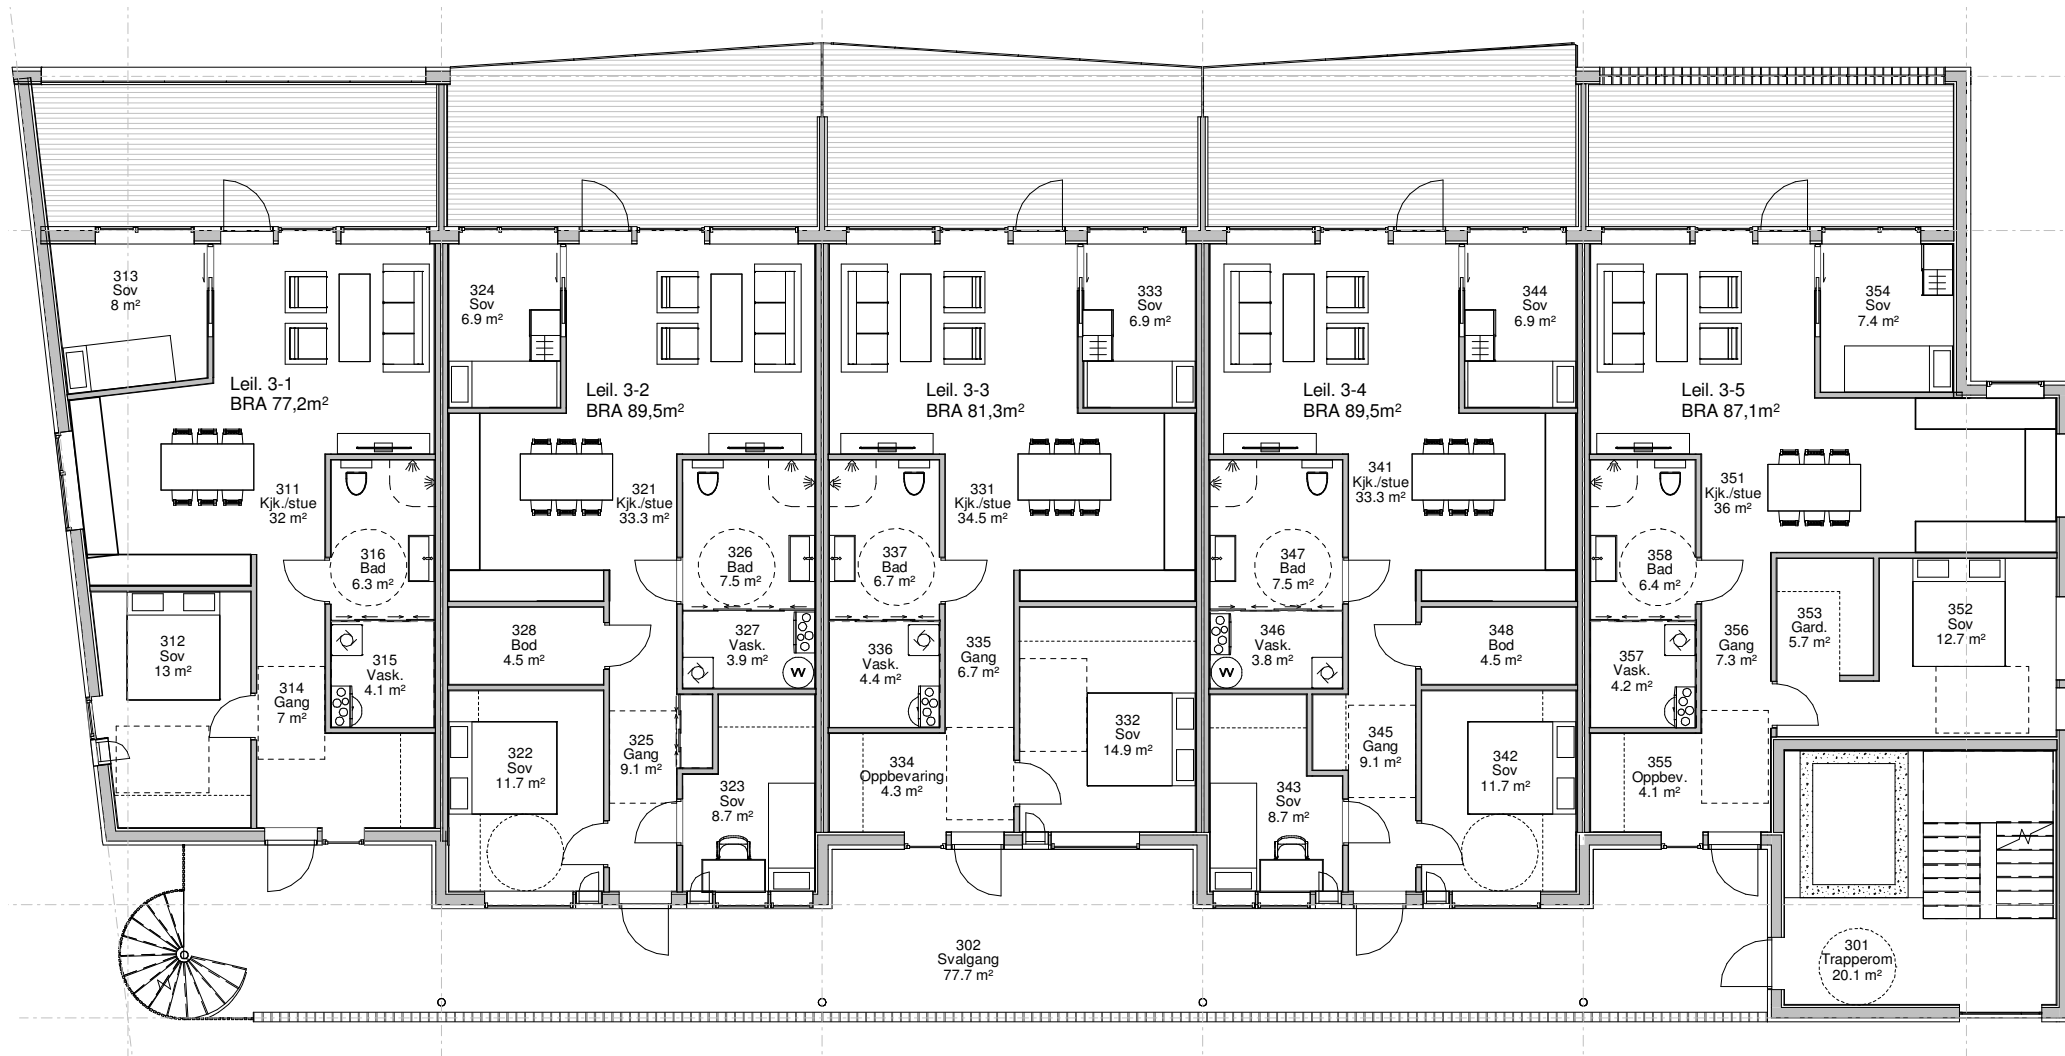 313
Sov
8 m²
324
Sov
6.9 m²
333
Sov
6.9 m²
344
Sov
6.9 m²
354
Sov
7.4 m²
Leil. 3-1
BRA 77,2m²
Leil. 3-2
BRA 89,5m²
Leil. 3-3
BRA 81,3m²
Leil. 3-4
BRA 89,5m²
Leil. 3-5
BRA 87,1m²
311
Kjk./stue
32 m²
321
Kjk./stue
33.3 m²
331
Kjk./stue
34.5 m²
341
Kjk./stue
33.3 m²
351
Kjk./stue
36 m²
316
Bad
6.3 m²
326
Bad
7.5 m²
337
Bad
6.7 m²
347
Bad
7.5 m²
358
Bad
6.4 m²
312
Sov
13 m²
315
Vask.
4.1 m²
314
Gang
7 m²
328
Bod
4.5 m²
327
Vask.
3.9 m²
W
336
Vask.
4.4 m²
335
Gang
6.7 m²
346
Vask.
3.8 m²
W
348
Bod
4.5 m²
357
Vask.
4.2 m²
356
Gang
7.3 m²
353
Gard.
5.7 m²
352
Sov
12.7 m²
322
Sov
11.7 m²
325
Gang
9.1 m²
323
Sov
8.7 m²
334
Oppbevaring
4.3 m²
332
Sov
14.9 m²
343
Sov
8.7 m²
345
Gang
9.1 m²
342
Sov
11.7 m²
355
Oppbev.
4.1 m²
302
Svalgang
77.7 m²
301
Trapperom
20.1 m²